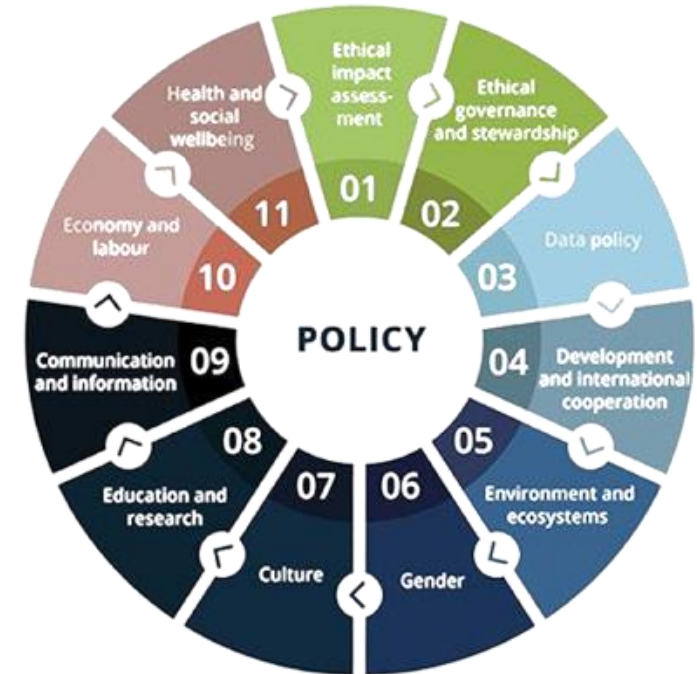 POLICY
01
Ethical
impact
assess-
ment
02
Ethical
governance
and stewardship
03
Data policy
04
Development
and international
cooperation
05
Environment and
ecosystems
06
Gender
07
Culture
08
Education and
research
09
Communication
and information
10
Economy and
labour
11
Health and
social
wellbeing